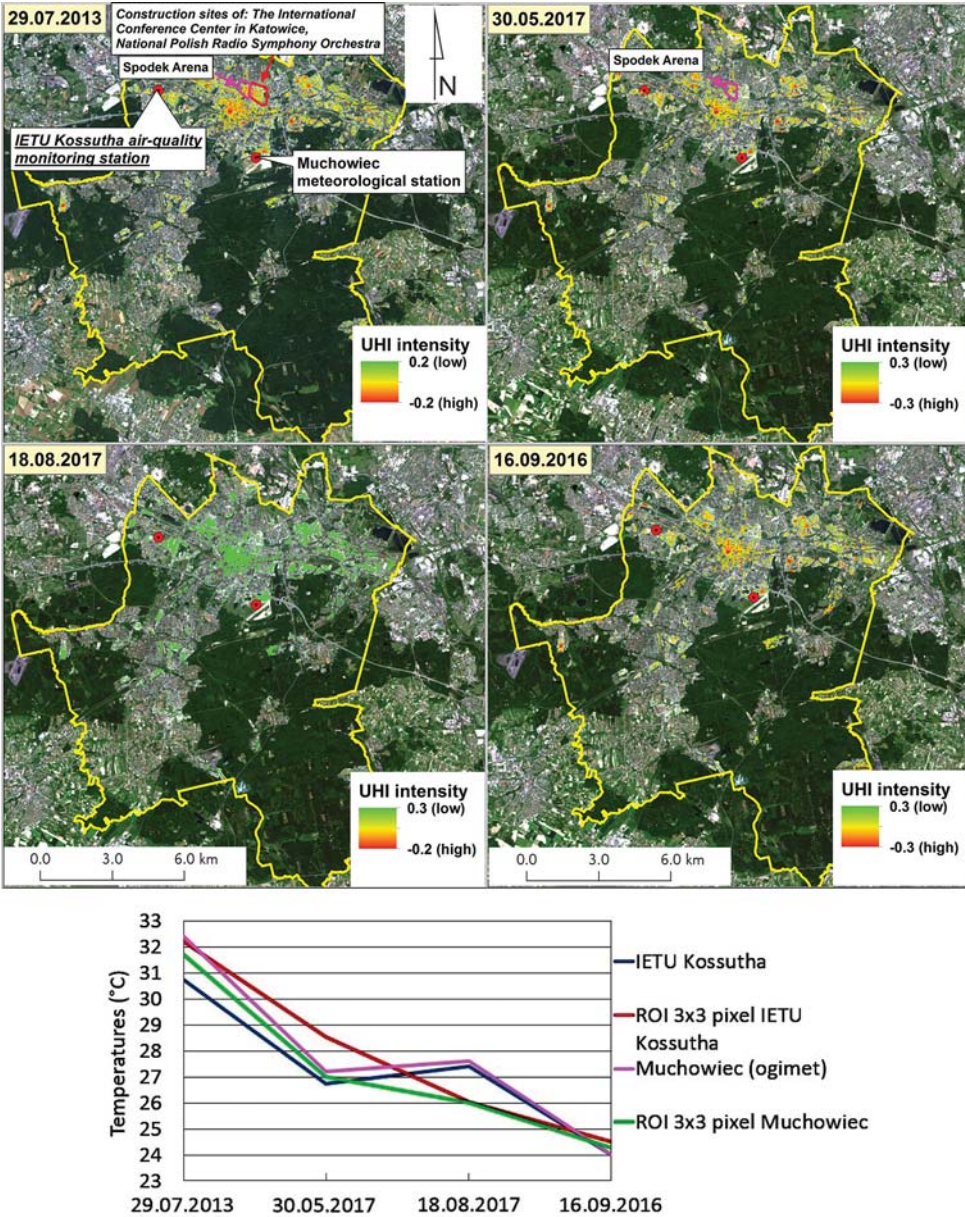 29.07.2013
Construction sites of: The International
Conference Center in Katowice,
National Polish Radio Symphony Orchestra
Spodek Arena
N
IETU Kossutha air-quality
monitoring station
Muchowiec
meteorological station
UHI intensity
0.2 (low)
-0.2 (high)
30.05.2017
Spodek Arena
UHI intensity
0.3 (low)
-0.3 (high)
18.08.2017
UHI intensity
0.3 (low)
-0.2 (high)
0.0 3.0 6.0 km
16.09.2016
UHI intensity
0.3 (low)
-0.3 (high)
0.0 3.0 6.0 km
Temperatures (°C)
33
32
31
30
29
28
27
26
25
24
23
29.07.2013 30.05.2017 18.08.2017 16.09.2016
IETU Kossutha
ROI 3x3 pixel IETU
Kossutha
Muchowiec (ogimet)
ROI 3x3 pixel Muchowiec